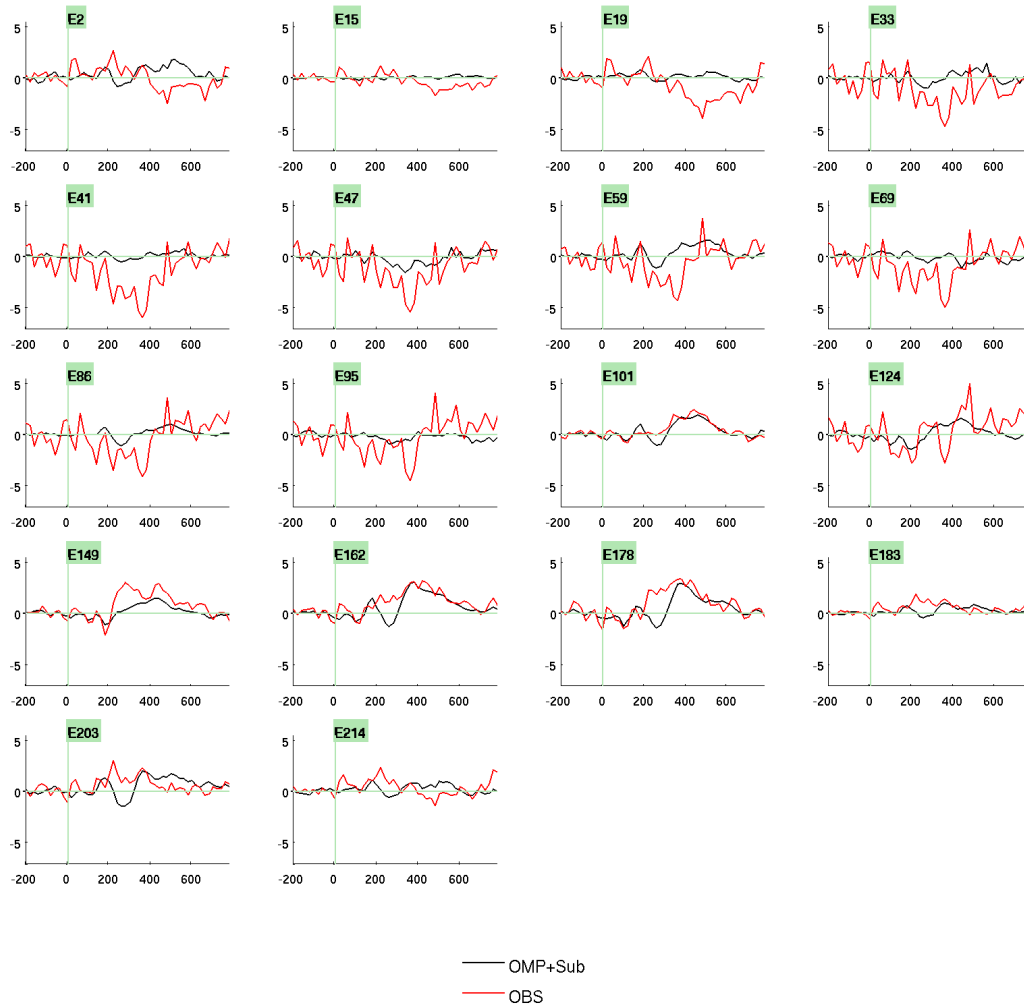 E2 E15 E19 E33
5 5 5 5
0 0 0 0
-5 -5 -5 -5
-200 0 200 400 600 -200 0 200 400 600 -200 0 200 400 600 -200 0 200 400 600
E41 E47 E59 E69
5 5 5 5
0 0 0 0
-5 -5 -5 -5
-200 0 200 400 600 -200 0 200 400 600 -200 0 200 400 600 -200 0 200 400 600
E86 E95 E101 E124
5 5 5 5
0 0 0 0
-5 -5 -5 -5
-200 0 200 400 600 -200 0 200 400 600 -200 0 200 400 600 -200 0 200 400 600
E149 E162 E178 E183
5 5 5 5
0 0 0 0
-5 -5 -5 -5
-200 0 200 400 600 -200 0 200 400 600 -200 0 200 400 600 -200 0 200 400 600
E203 E214
5 5
0 0
-5 -5
-200 0 200 400 600 -200 0 200 400 600
OMP+Sub
OBS